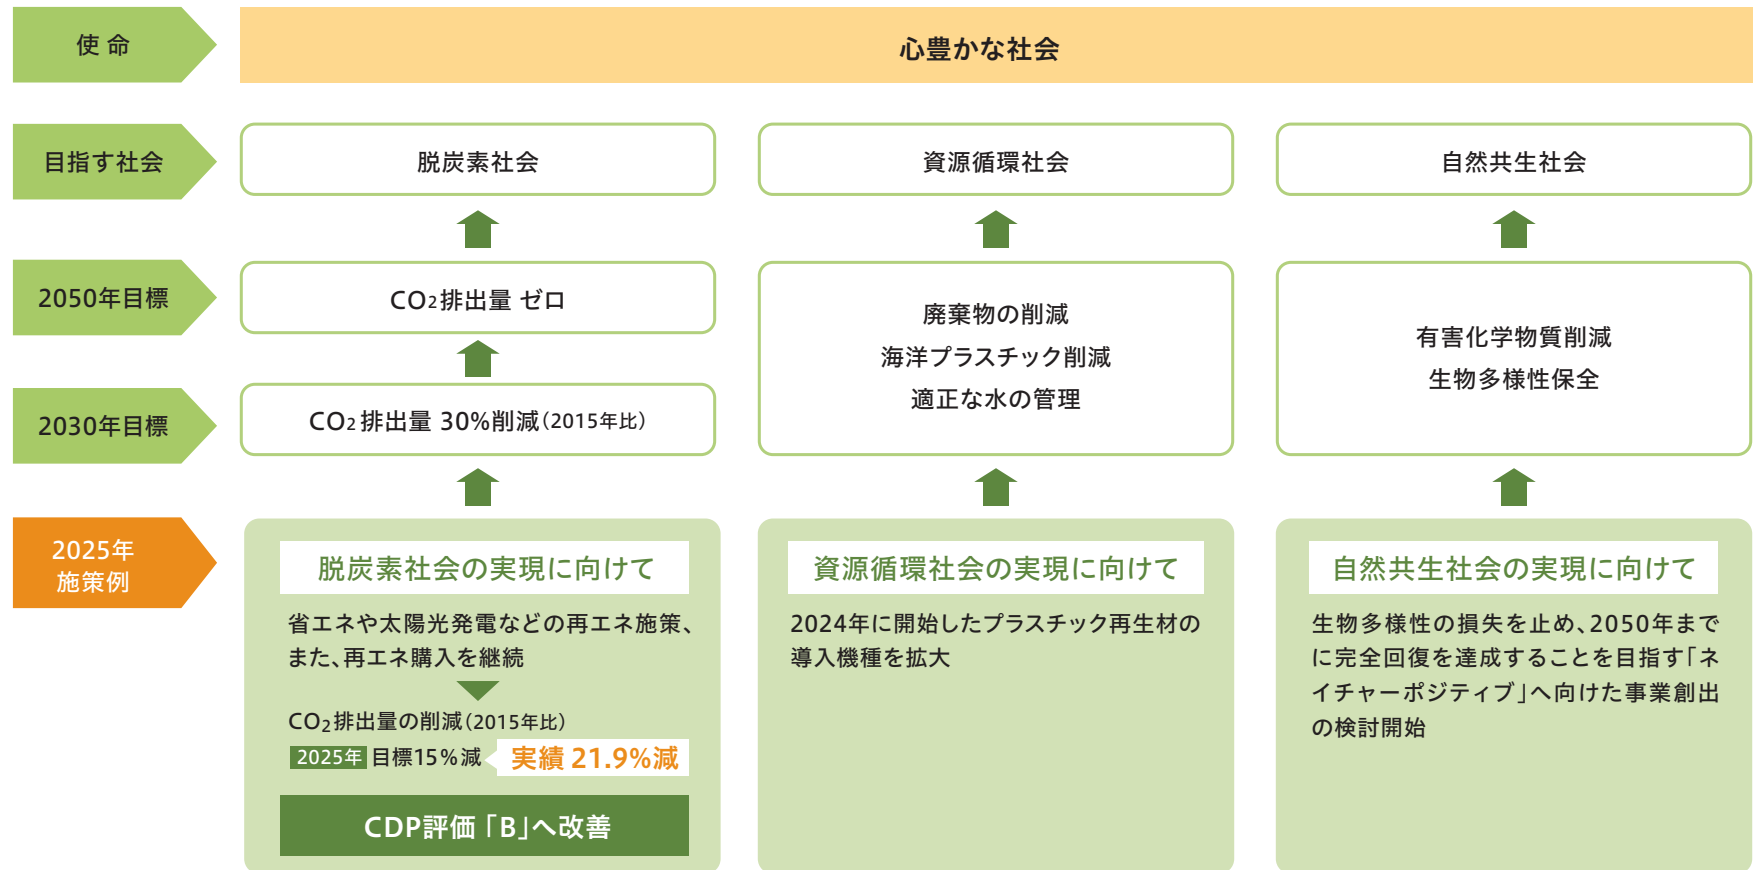 使命
心豊かな社会
目指す社会
脱炭素社会
資源循環社会
自然共生社会
2050年目標
CO2排出量 ゼロ
2030年目標
CO2排出量 30%削減(2015年比)
廃棄物の削減
海洋プラスチック削減
適正な水の管理
有害化学物質削減
生物多様性保全
2025年
施策例
脱炭素社会の実現に向けて
省エネや太陽光発電などの再エネ施策、
また、再エネ購入を継続
CO2排出量の削減(2015年比)
2025年 目標15%減 実績 21.9%減
CDP評価「B」へ改善
資源循環社会の実現に向けて
2024年に開始したプラスチック再生材の
導入機種を拡大
自然共生社会の実現に向けて
生物多様性の損失を止め、2050年まで
に完全回復を達成することを目指す「ネ
イチャーポジティブ」へ向けた事業創出
の検討開始